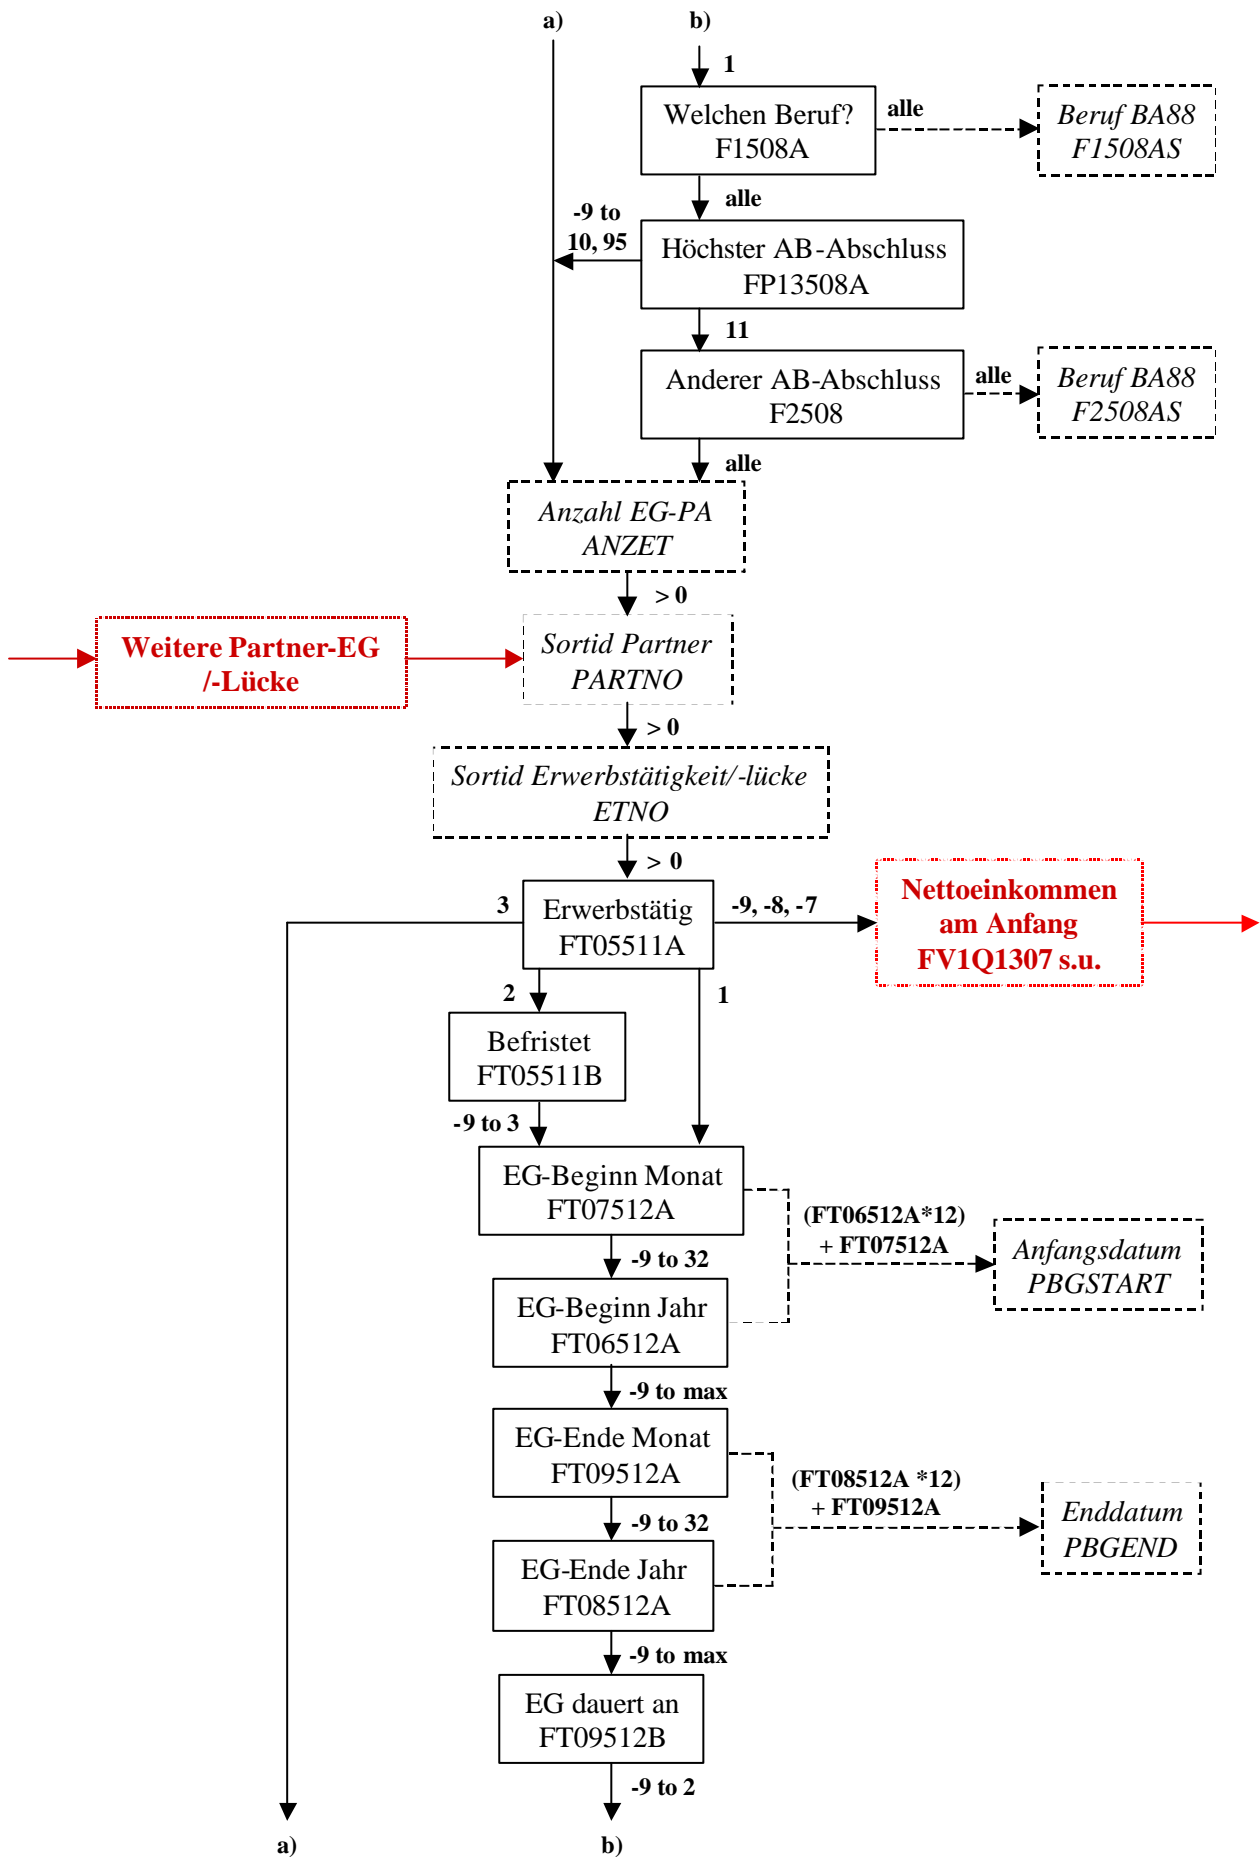 a)
b)
1
Welchen Beruf?
F1508A
alle
Beruf BA88
F1508AS
alle
-9 to
10, 95
Höchster AB-Abschluss
FP13508A
11
Anderer AB-Abschluss
F2508
alle
Beruf BA88
F2508AS
alle
Anzahl EG-PA
ANZET
> 0
Weitere Partner-EG
/-Lücke
Sortid Partner
PARTNO
> 0
Sortid Erwerbstätigkeit/-lücke
ETNO
> 0
3
Erwerbstätig
FT05511A
-9, -8, -7
Nettoeinkommen
am Anfang
FV1Q1307 s.u.
2
1
Befristet
FT05511B
-9 to 3
EG-Beginn Monat
FT07512A
(FT06512A*12)
+ FT07512A
Anfangsdatum
PBGSTART
-9 to 32
EG-Beginn Jahr
FT06512A
-9 to max
EG-Ende Monat
FT09512A
(FT08512A *12)
+ FT09512A
Enddatum
PBGEND
-9 to 32
EG-Ende Jahr
FT08512A
-9 to max
EG dauert an
FT09512B
-9 to 2
a)
b)